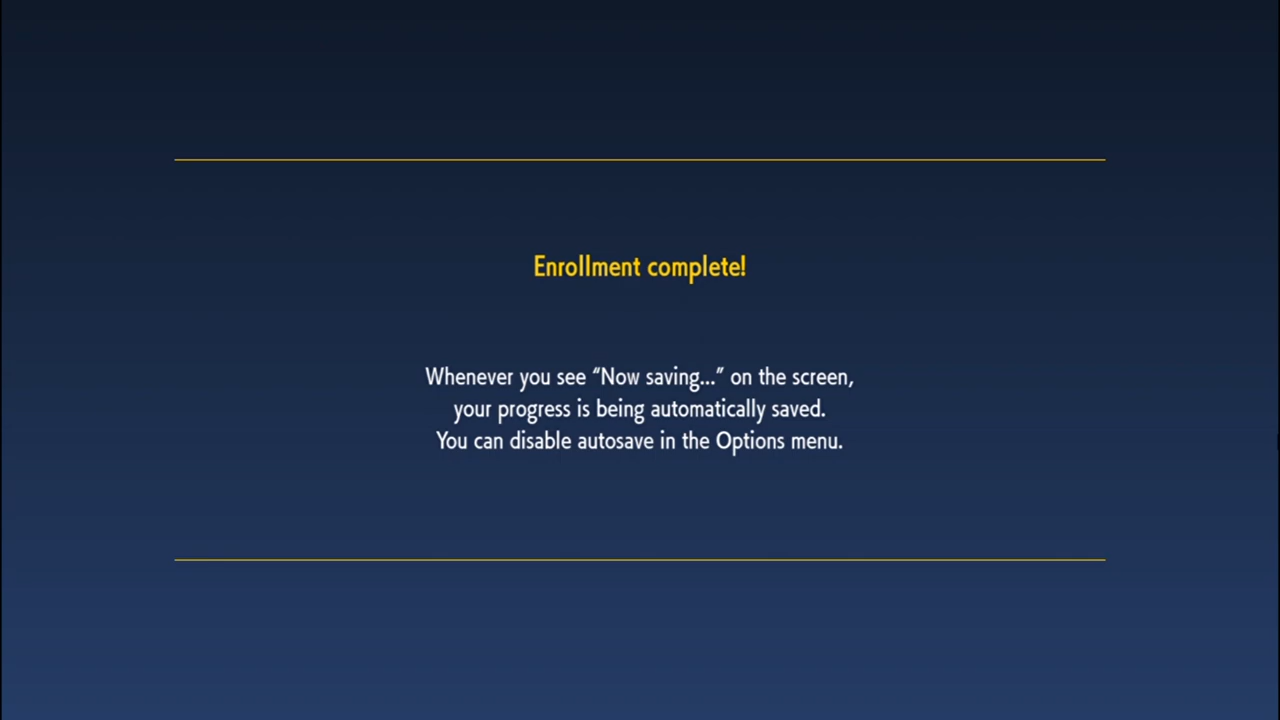 Enrollment complete!
Whenever you see “Now saving...” on the screen,
your progress is being automatically saved.
You can disable autosave in the Options menu.